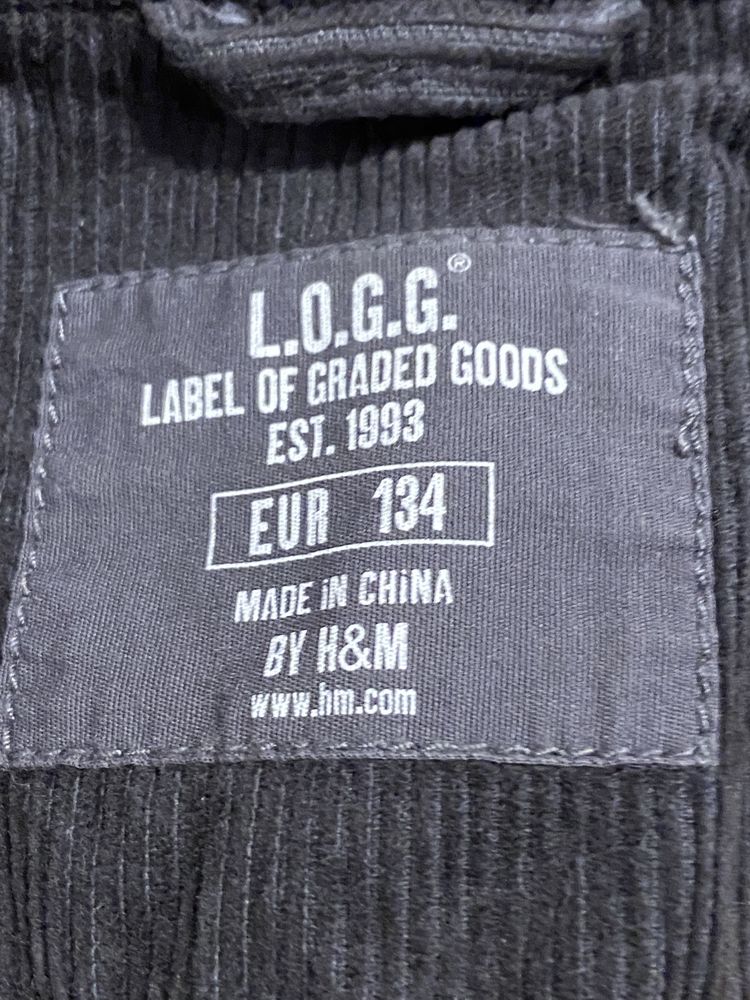 L.O.G.G.®
LABEL OF GRADED GOODS
EST. 1993
EUR 134
MADE iN CHiNA
BY H&M
www.hm.com